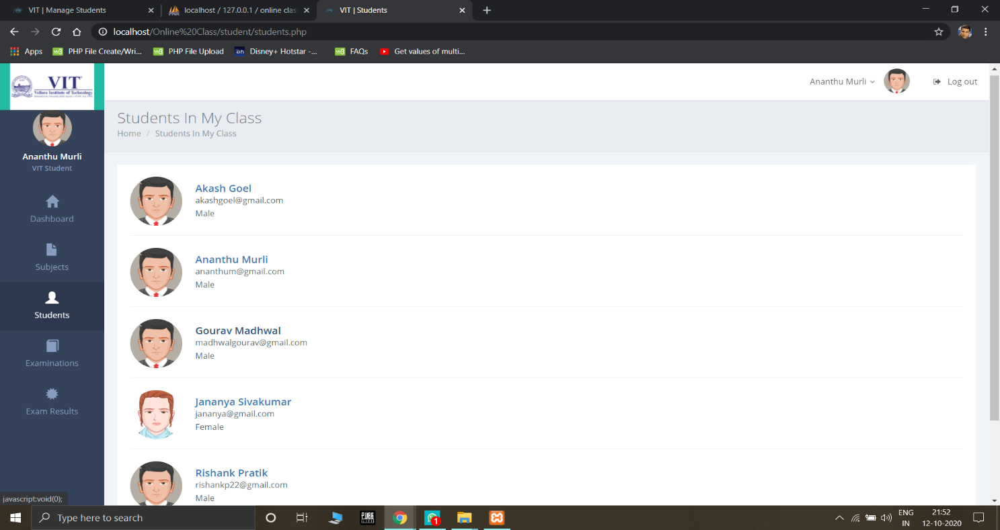 VIT | Manage Students
localhost / 127.0.0.1 / online clas
VIT | Students
localhost/Online%20Class/student/students.php
Apps
PHP File Create/Wri...
PHP File Upload
Disney+ Hotstar -...
FAQs
Get values of multi...
VIT
Vellore Institute of Technology
Ananthu Murli
Log out
Ananthu Murli
VIT Student
Dashboard
Subjects
Students
Examinations
Exam Results
Students In My Class
Home / Students In My Class
Akash Goel
akashgoel@gmail.com
Male
Ananthu Murli
ananthum@gmail.com
Male
Gourav Madhwal
madhwalgourav@gmail.com
Male
Jananya Sivakumar
jananya@gmail.com
Female
Rishank Pratik
rishankp22@gmail.com
Male
javascript:void(0);
Type here to search
PUBG
LITE
1
ENG
IN
21:52
12-10-2020